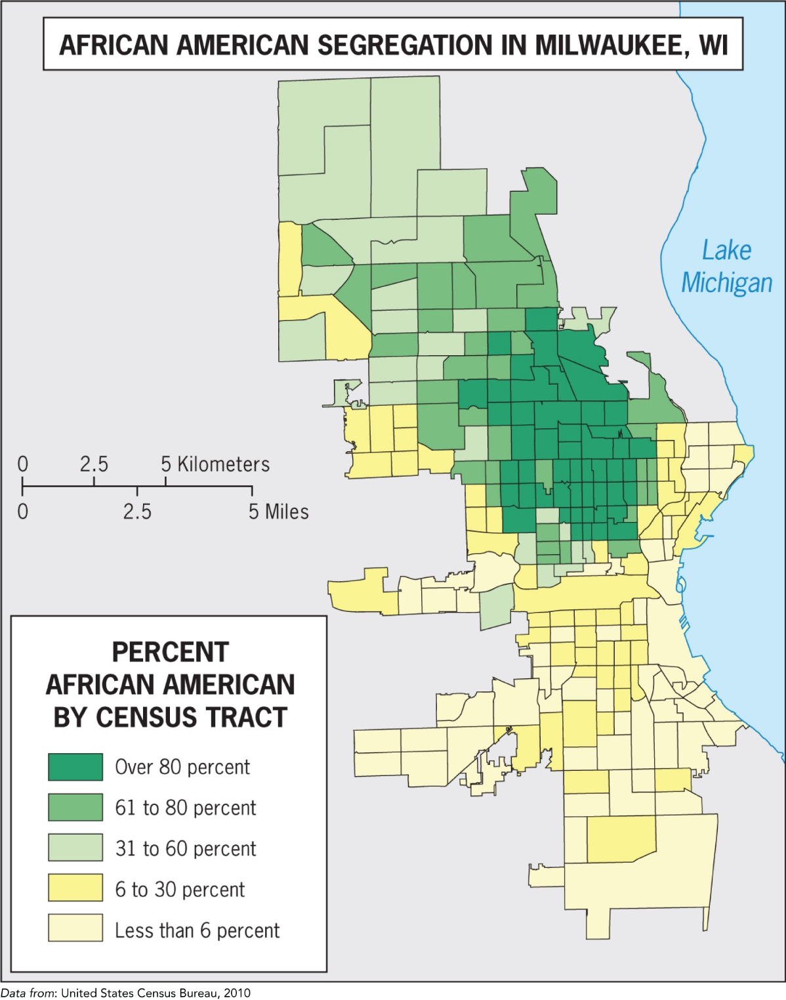 AFRICAN AMERICAN SEGREGATION IN MILWAUKEE, WI
Lake
Michigan
0 2.5 5 Kilometers
0 2.5 5 Miles
PERCENT
AFRICAN AMERICAN
BY CENSUS TRACT
Over 80 percent
61 to 80 percent
31 to 60 percent
6 to 30 percent
Less than 6 percent
Data from: United States Census Bureau, 2010